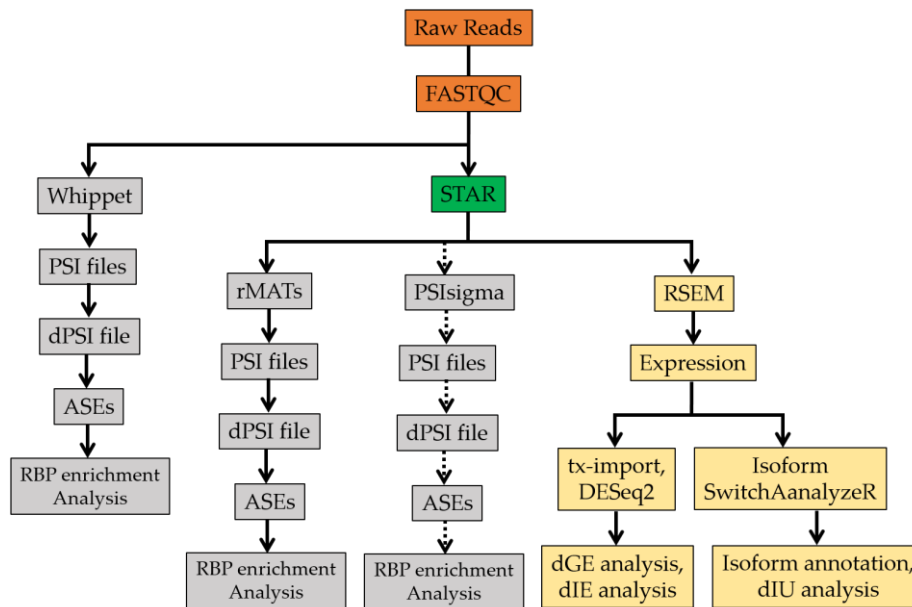 Raw Reads
FASTQC
Whippet
PSI files
dPSI file
ASEs
RBP enrichment
Analysis
STAR
rMATs
PSI files
dPSI file
ASEs
RBP enrichment
Analysis
PSIsigma
PSI files
dPSI file
ASEs
RBP enrichment
Analysis
RSEM
Expression
tx-import,
DESeq2
dGE analysis,
dIE analysis
Isoform
SwitchAanalyzeR
Isoform annotation,
dIU analysis